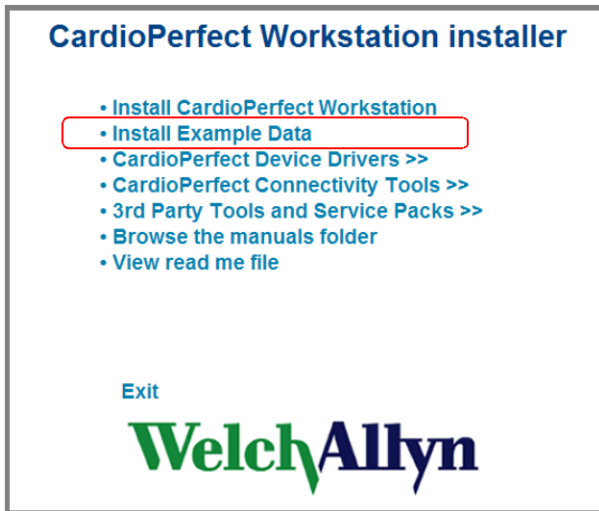 CardioPerfect Workstation installer
• Install CardioPerfect Workstation
• Install Example Data
• CardioPerfect Device Drivers >>
• CardioPerfect Connectivity Tools >>
• 3rd Party Tools and Service Packs >>
• Browse the manuals folder
• View read me file
Exit
WelchAllyn